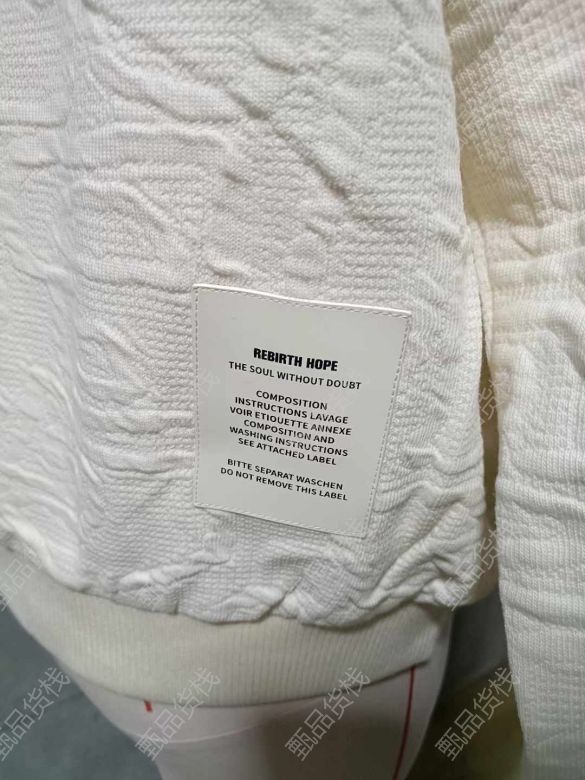 REBIRTH HOPE
THE SOUL WITHOUT DOUBT
COMPOSITION
INSTRUCTIONS LAVAGE
VOIR ETIQUETTE ANNEXE
COMPOSITION AND
WASHING INSTRUCTIONS
SEE ATTACHED LABEL
BITTE SEPARAT WASCHEN
DO NOT REMOVE THIS LABEL
甄品货栈
甄品货栈
甄品货栈